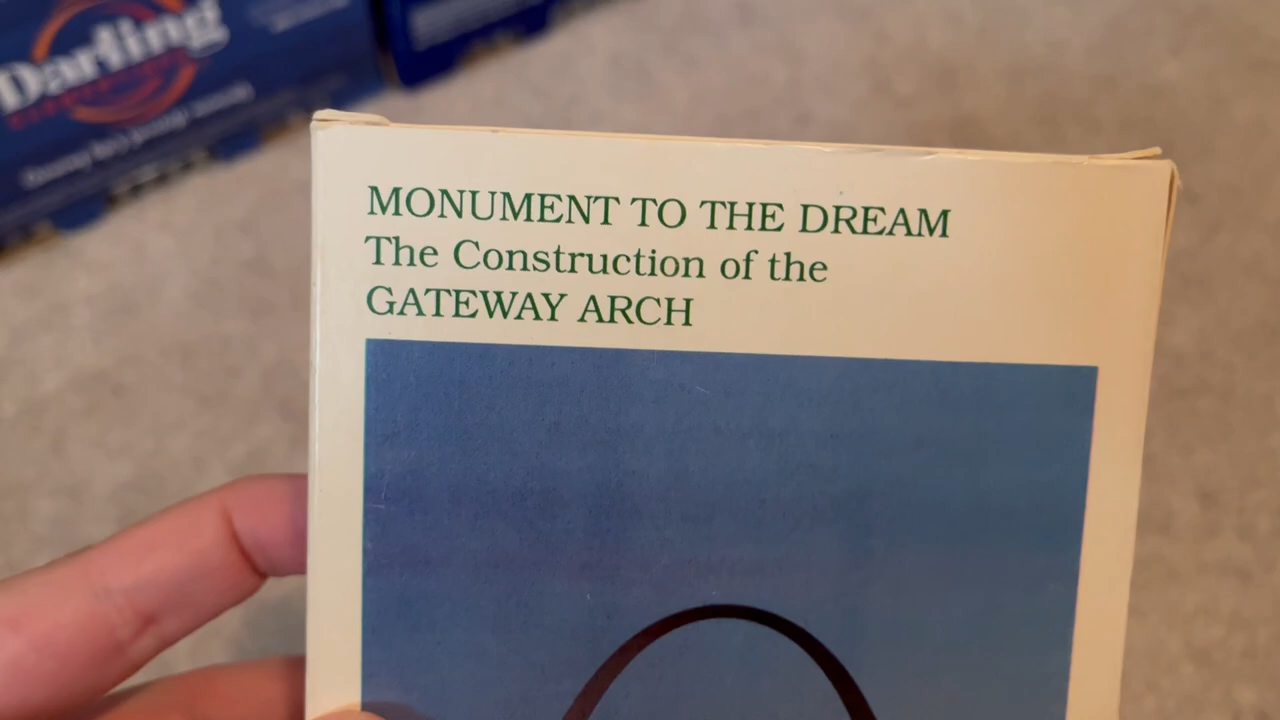 Darling
MONUMENT TO THE DREAM
The Construction of the
GATEWAY ARCH